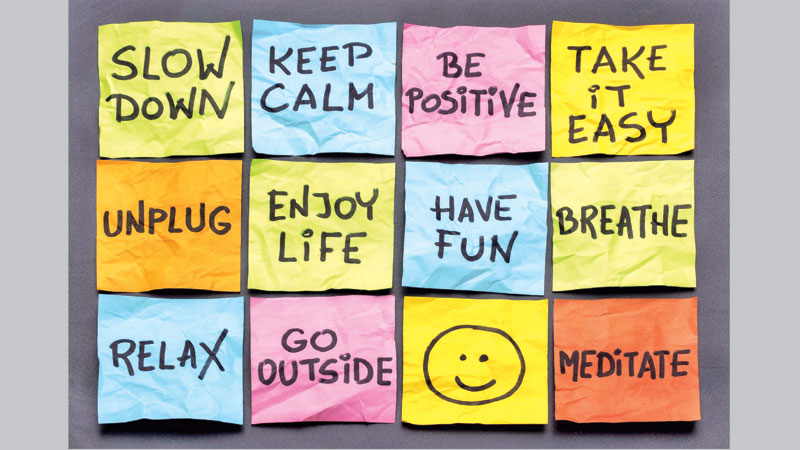 SLOW
DOWN
KEEP
CALM
BE
POSiTiVE
TAKE
iT
EASY
UNPLUG
ENJOY
LiFE
HAVE
FUN
BREATHE
RELAX
GO
OUTSiDE
MEDiTATE